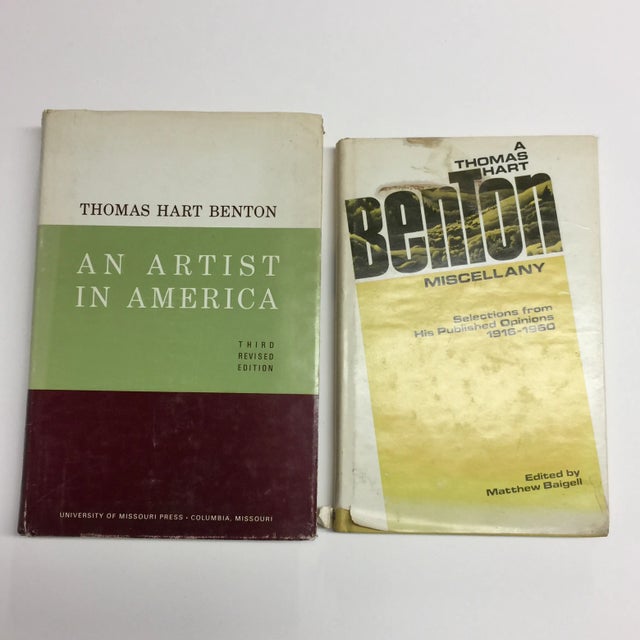 THOMAS HART BENTON
AN ARTIST
IN AMERICA
THIRD
REVISED
EDITION
UNIVERSITY OF MISSOURI PRESS • COLUMBIA, MISSOURI
A
THOMAS
HART
BENTON
MISCELLANY
Selections from
His Published Opinions
1916-1960
Edited by
Matthew Baigell